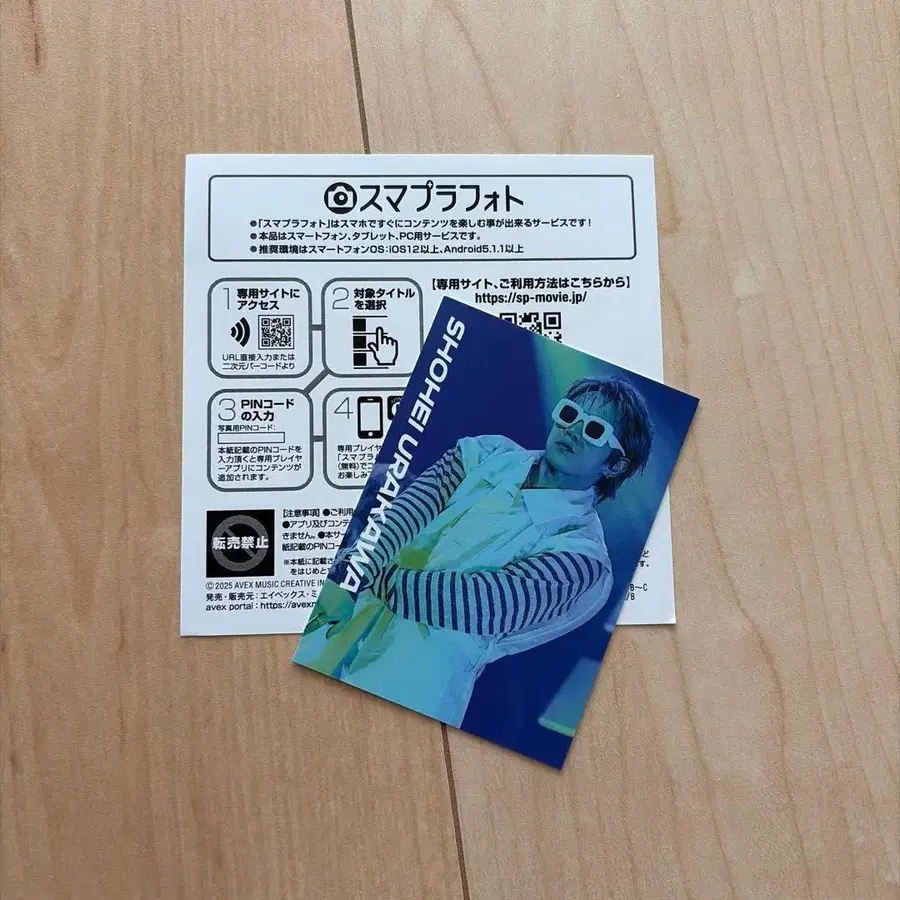 スマプラフォト
●「スマプラフォト」はスマホですぐにコンテンツを楽しむ事が出来るサービスです！
●本品はスマートフォン、タブレット、PC用サービスです。
●推奨環境はスマートフォンOS：iOS12以上、Android5.1.1以上
1 専用サイトに
アクセス
URL直接入力または
二次元バーコードより
2 対象タイトル
を選択
【専用サイト、ご利用方法はこちらから】
https://sp-movie.jp/
3 PINコード
の入力
写真用PINコード：
本紙記載のPINコードを
入力頂くと専用プレイヤ
ーアプリにコンテンツが
追加されます。
4
専用プレイ
「スマプラ
(無料)でコ
お楽しみ
転売禁止
【注意事項】●ご利用
●アプリ及びコンテ
きません。●本サー
紙記載のPINコー
※本紙に記載さ
をはじめと
©2025 AVEX MUSIC CREATIVE IN
発売・販売元：エイベックス・ミ
avex portal : https://avexm
B〜C
/B
SHOHEI URAKAWA